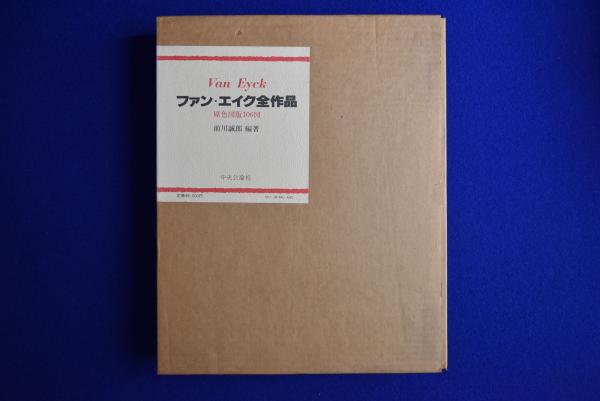 Van Eyck
ファン・エイク全作品
原色図版106図
前川誠郎 編著
中央公論社